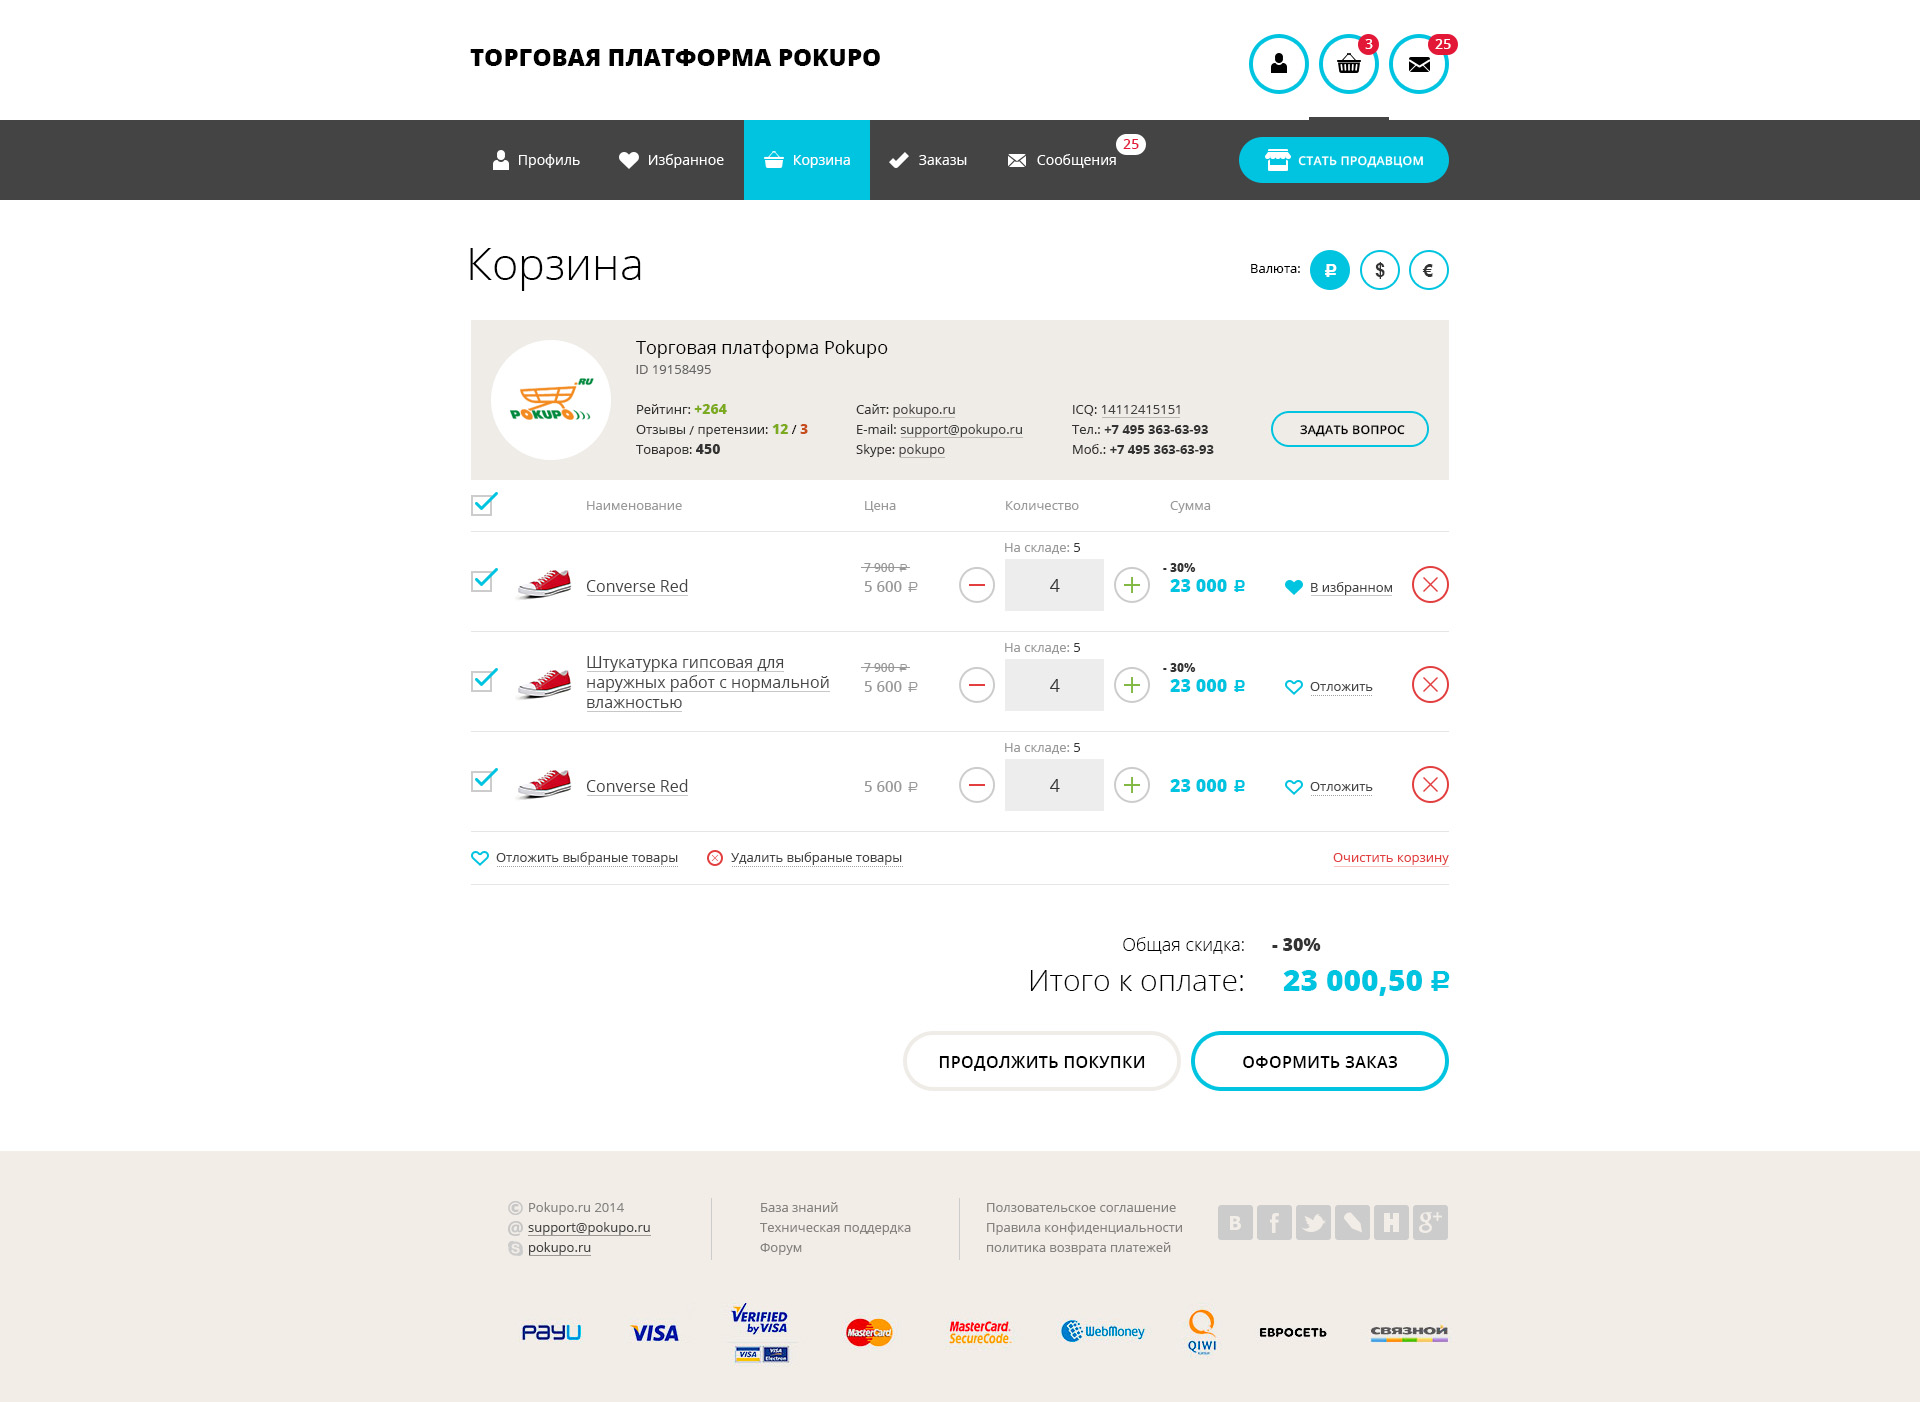 ТОРГОВАЯ ПЛАТФОРМА POKUPO
3
25
Профиль
Избранное
Корзина
Заказы
Сообщения
25
СТАТЬ ПРОДАВЦОМ
Корзина
Валюта: ₽ $ €
.RU
POKUPO
Торговая платформа Pokupo
ID 19158495
Рейтинг: +264
Отзывы / претензии: 12 / 3
Товаров: 450
Сайт: pokupo.ru
E-mail: support@pokupo.ru
Skype: pokupo
ICQ: 14112415151
Тел.: +7 495 363-63-93
Моб.: +7 495 363-63-93
ЗАДАТЬ ВОПРОС
Наименование Цена Количество Сумма
На складе: 5
7 900 ₽ - 30%
Converse Red 5 600 ₽ 4 23 000 ₽ В избранном
На складе: 5
Штукатурка гипсовая для
наружных работ с нормальной
влажностью
7 900 ₽ - 30%
5 600 ₽ 4 23 000 ₽ Отложить
На складе: 5
Converse Red 5 600 ₽ 4 23 000 ₽ Отложить
Отложить выбраные товары Удалить выбраные товары Очистить корзину
Общая скидка: - 30%
Итого к оплате: 23 000,50 ₽
ПРОДОЛЖИТЬ ПОКУПКИ ОФОРМИТЬ ЗАКАЗ
© Pokupo.ru 2014
@ support@pokupo.ru
pokupo.ru
База знаний
Техническая поддердка
Форум
Ползовательское соглашение
Правила конфиденциальности
политика возврата платежей
B f H g+
PayU
VISA
VERIFIED
by VISA
VISA VISA Electron
MasterCard
MasterCard.
SecureCode.
WebMoney
QIWI
ЕВРОСЕТЬ
СВЯЗНОЙ